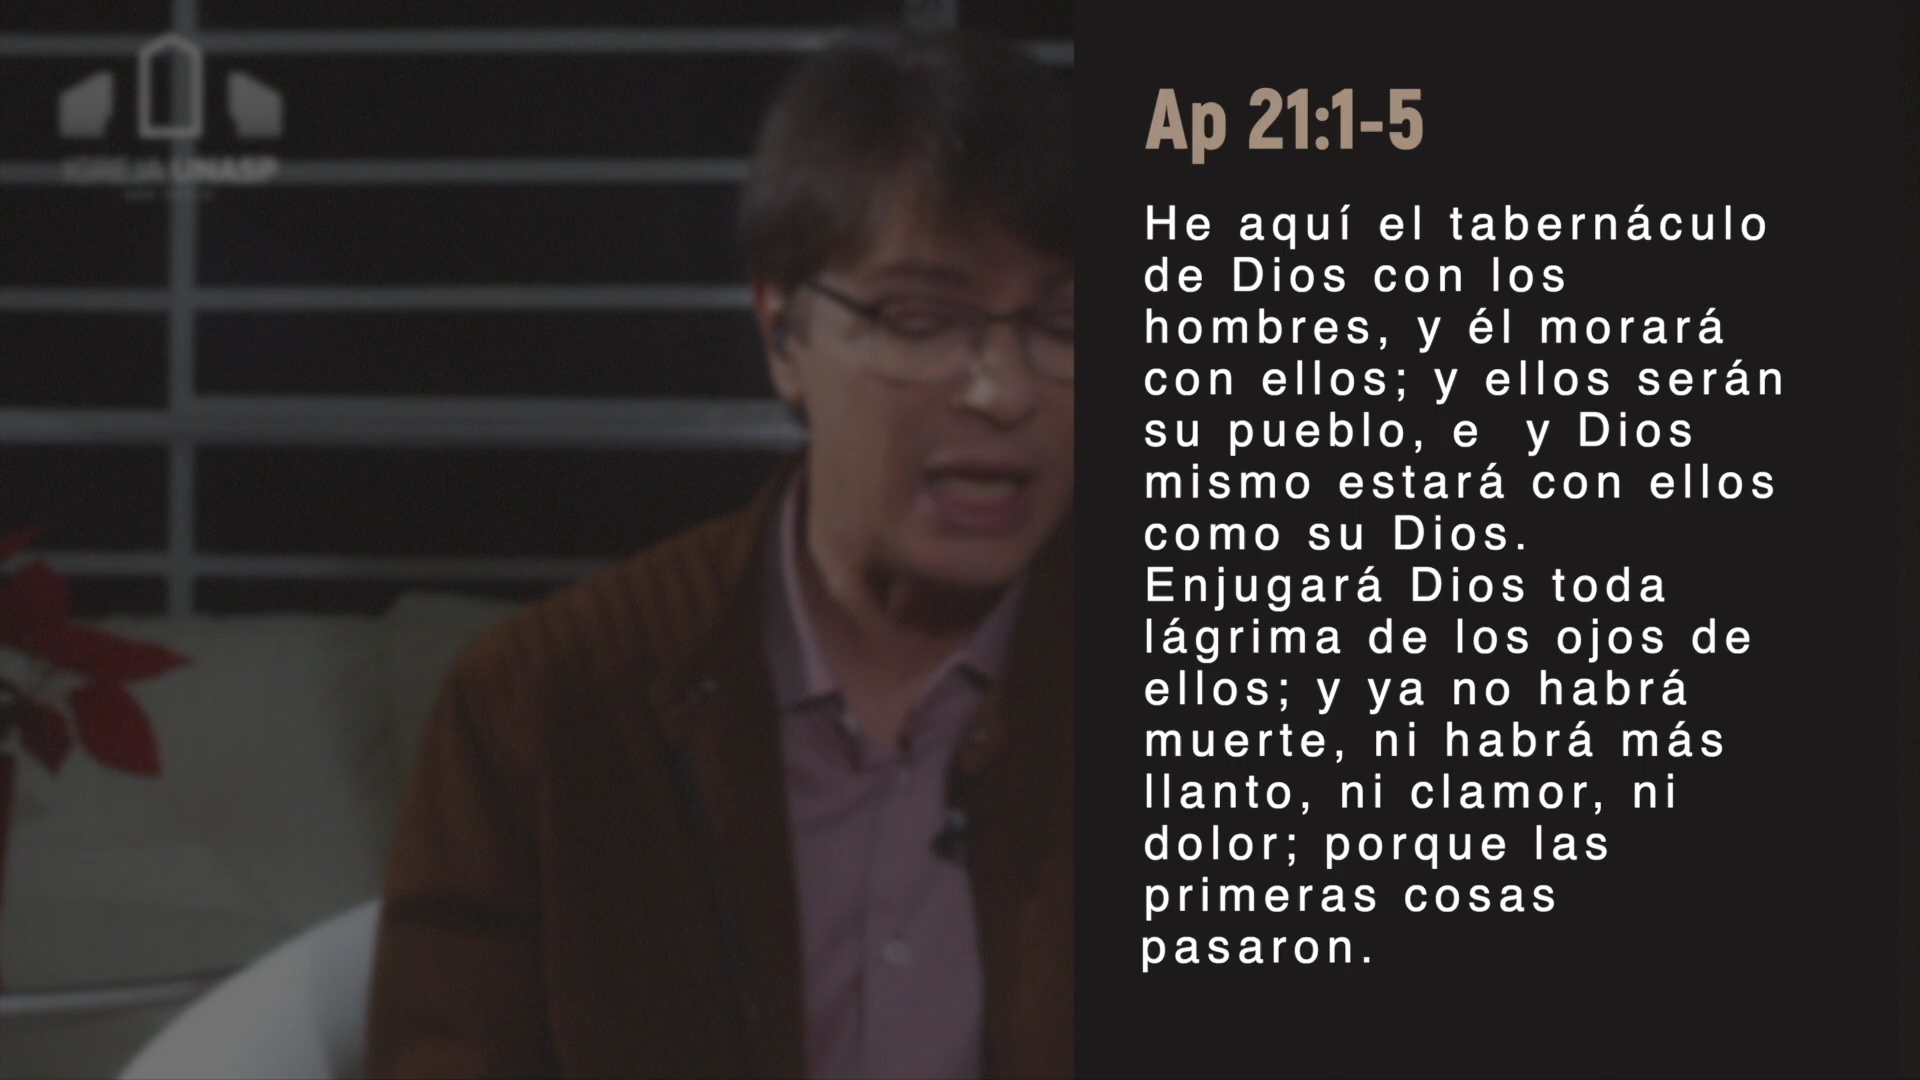 IGREJA UNASP
Ap 21:1-5
He aquí el tabernáculo
de Dios con los
hombres, y él morará
con ellos; y ellos serán
su pueblo, e  y Dios
mismo estará con ellos
como su Dios.
Enjugará Dios toda
lágrima de los ojos de
ellos; y ya no habrá
muerte, ni habrá más
llanto, ni clamor, ni
dolor; porque las
primeras cosas
pasaron.